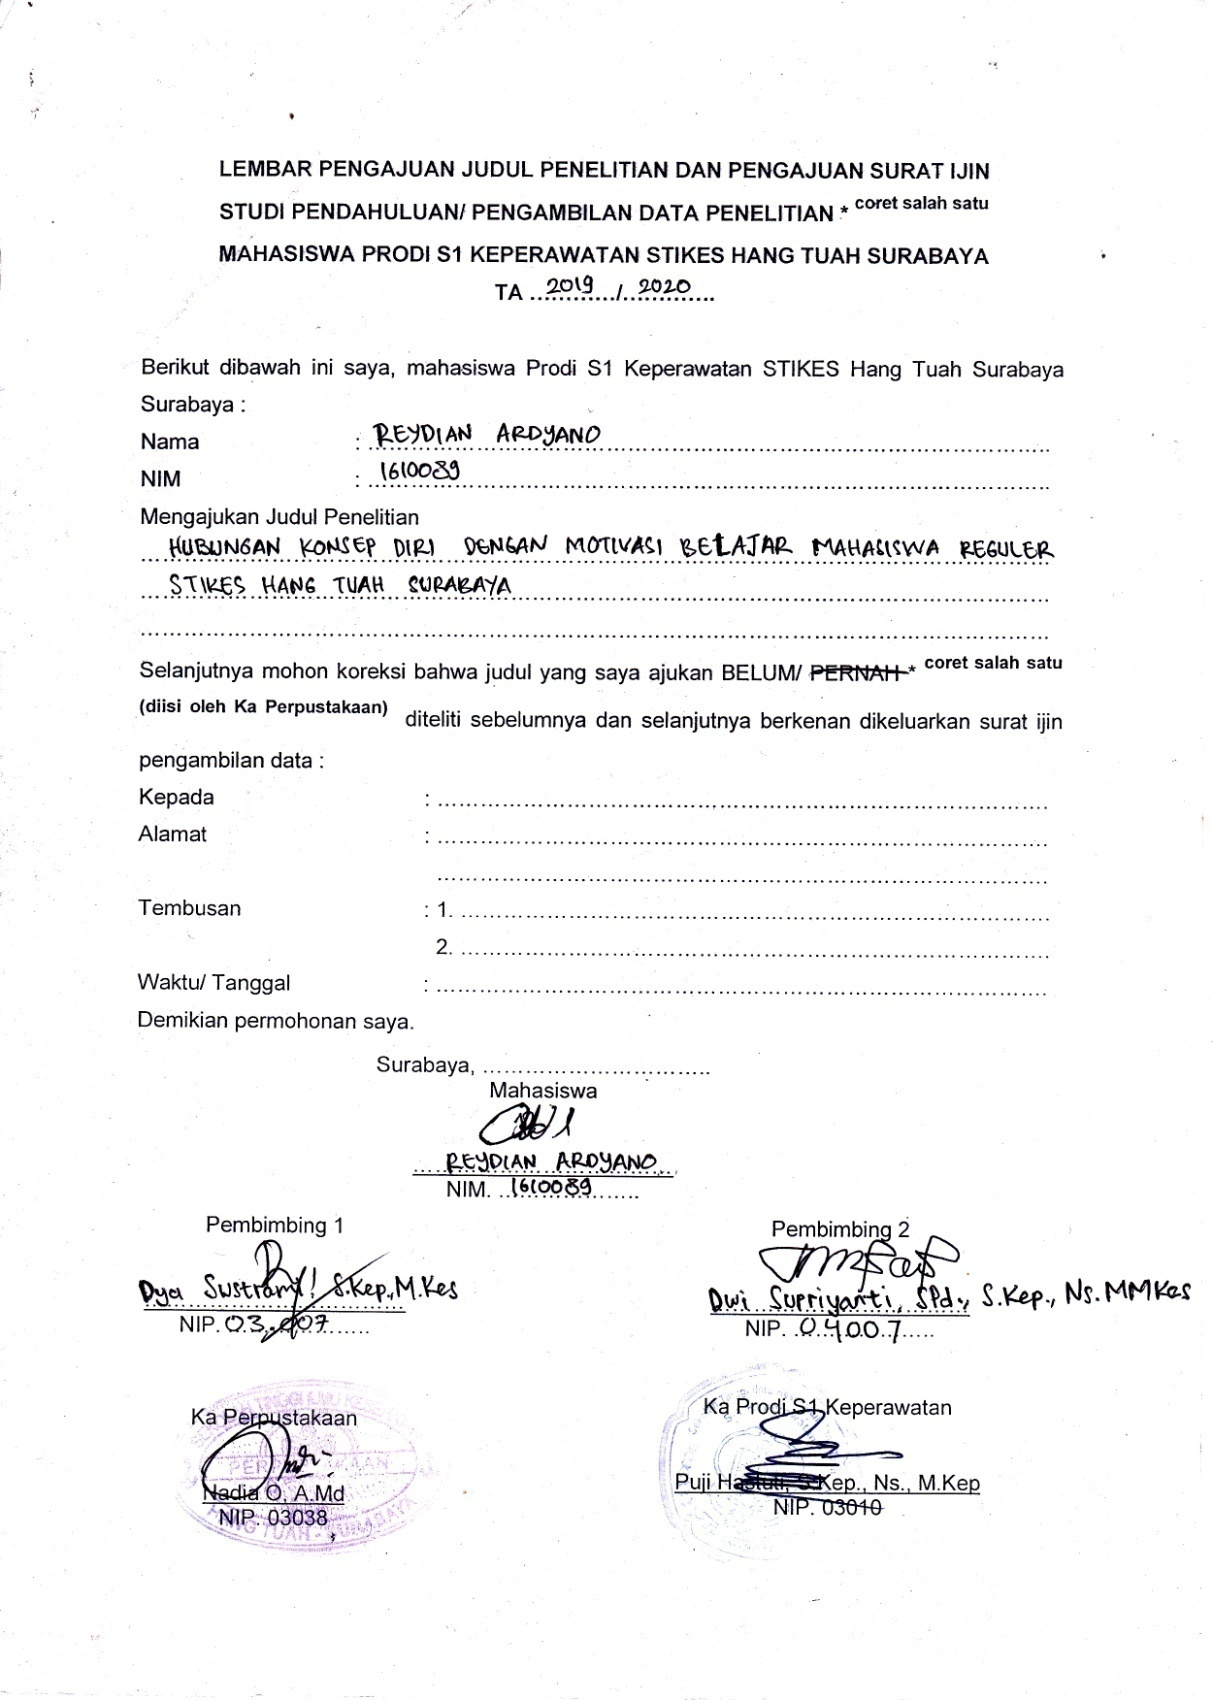 LEMBAR PENGAJUAN JUDUL PENELITIAN DAN PENGAJUAN SURAT IJIN
STUDI PENDAHULUAN/ PENGAMBILAN DATA PENELITIAN * coret salah satu
MAHASISWA PRODI S1 KEPERAWATAN STIKES HANG TUAH SURABAYA
TA 2019 / 2020
Berikut dibawah ini saya, mahasiswa Prodi S1 Keperawatan STIKES Hang Tuah Surabaya
Surabaya :
Nama : REYDIAN ARDYANO
NIM : 1610089
Mengajukan Judul Penelitian
HUBUNGAN KONSEP DIRI DENGAN MOTIVASI BELAJAR MAHASISWA REGULER
STIKES HANG TUAH SURABAYA
Selanjutnya mohon koreksi bahwa judul yang saya ajukan BELUM/ PERNAH * coret salah satu
(diisi oleh Ka Perpustakaan) diteliti sebelumnya dan selanjutnya berkenan dikeluarkan surat ijin
pengambilan data :
Kepada :
Alamat :
Tembusan : 1.
2.
Waktu/ Tanggal :
Demikian permohonan saya.
Surabaya,
Mahasiswa
REYDIAN ARDYANO
NIM. 1610089
Pembimbing 1 Pembimbing 2
Dya Sustrami, S.Kep., M.Kes Dwi Supriyanti, SPd., S.Kep., Ns. MMKes
NIP. 03.007 NIP. 04007
Ka Perpustakaan Ka Prodi S1 Keperawatan
Nadia O, A.Md Puji Hastuti, S.Kep., Ns., M.Kep
NIP. 03038 NIP. 03010